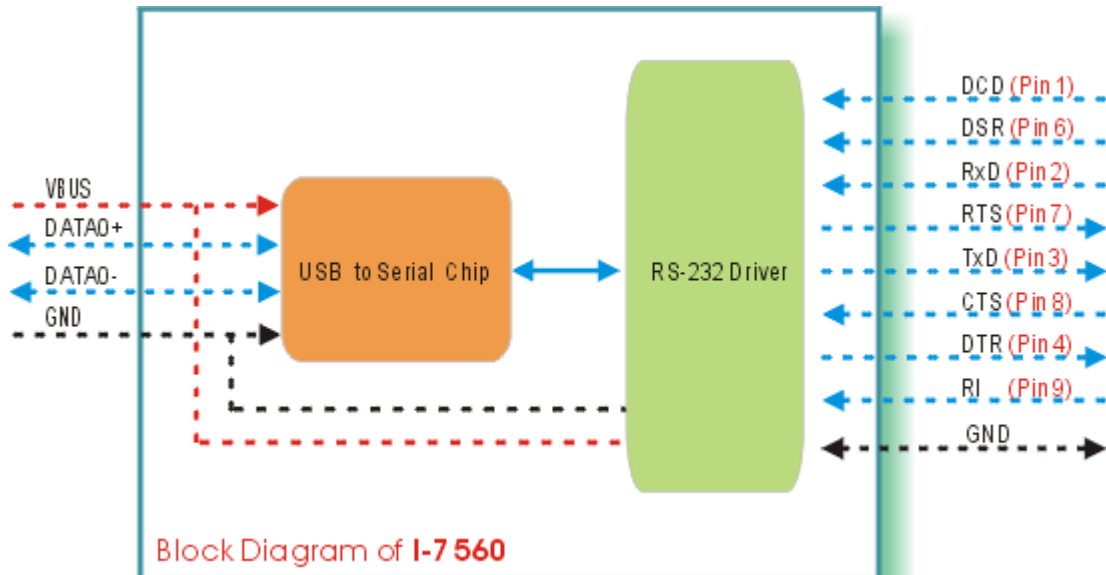 VBUS
DATA0+
DATA0-
GND
USB to Serial Chip
RS-232 Driver
DCD (Pin 1)
DSR (Pin 6)
RxD (Pin 2)
RTS (Pin 7)
TxD (Pin 3)
CTS (Pin 8)
DTR (Pin 4)
RI (Pin 9)
GND
Block Diagram of I-7560